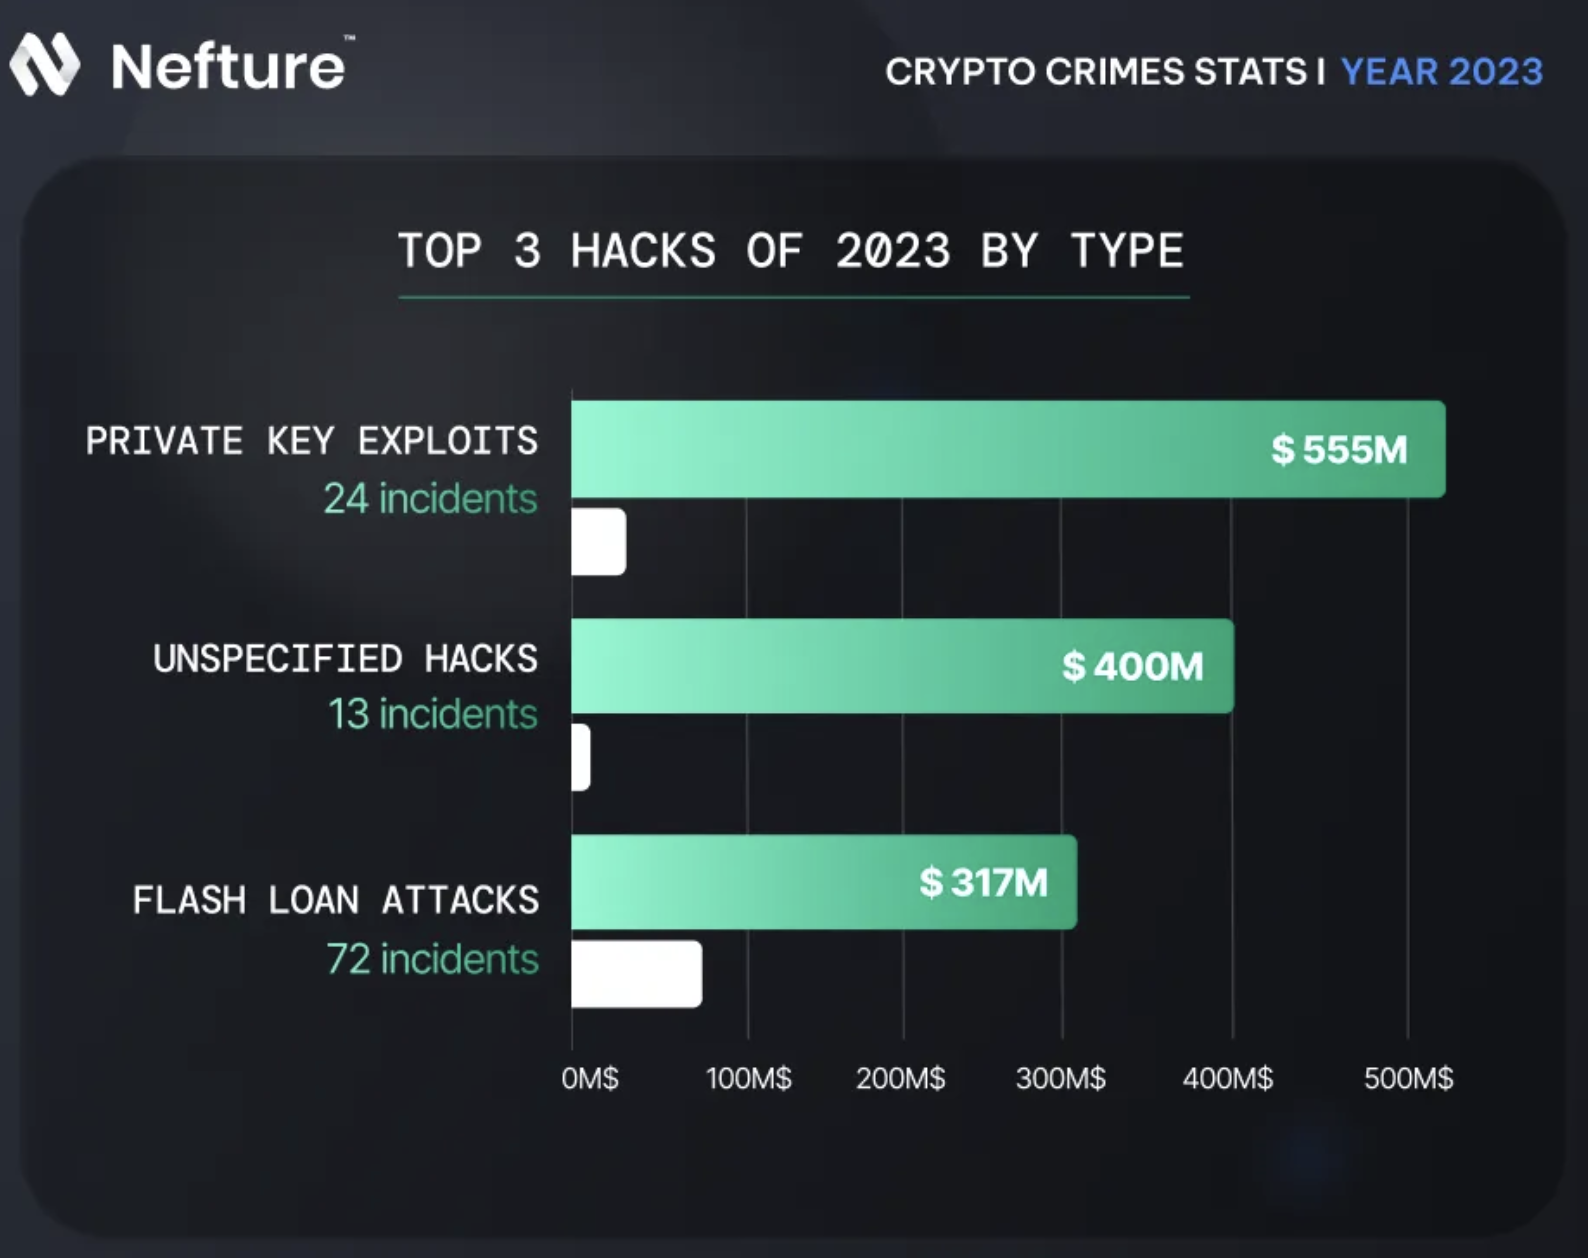 Nefture™
CRYPTO CRIMES STATS | YEAR 2023
TOP 3 HACKS OF 2023 BY TYPE
PRIVATE KEY EXPLOITS
24 incidents
$ 555M
UNSPECIFIED HACKS
13 incidents
$ 400M
FLASH LOAN ATTACKS
72 incidents
$ 317M
0M$ 100M$ 200M$ 300M$ 400M$ 500M$